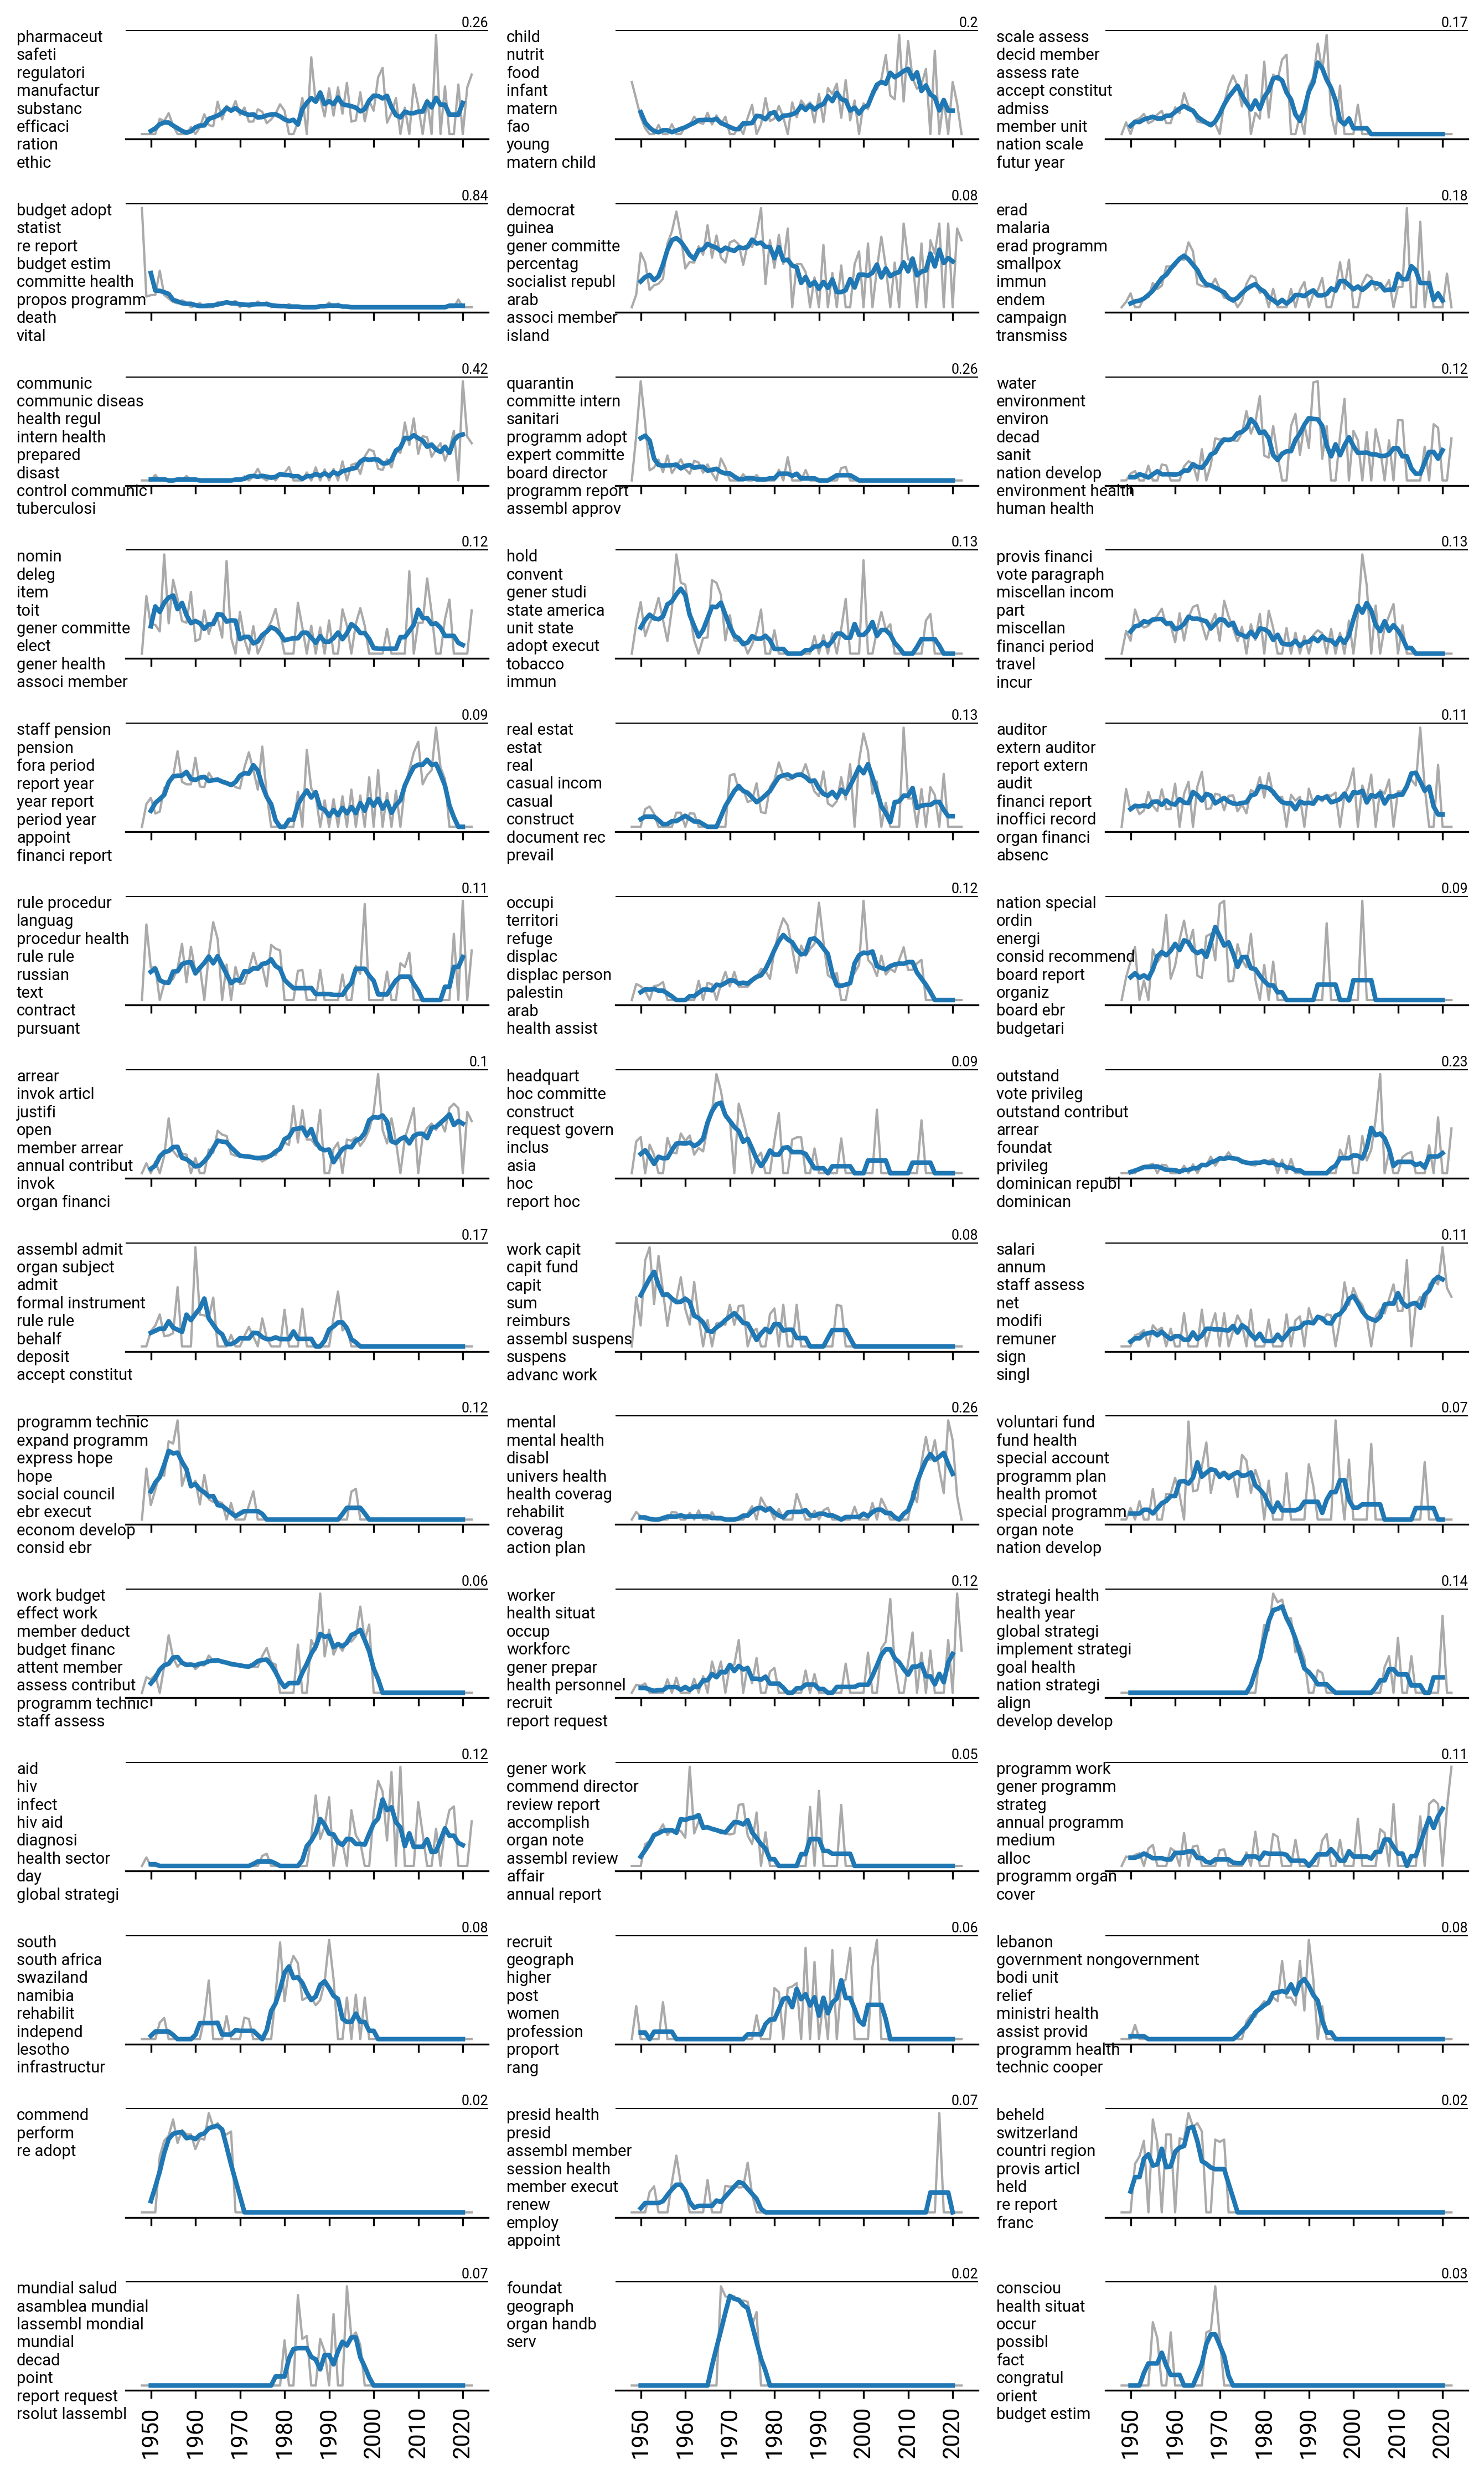 0.26
pharmaceut
safeti
regulatori
manufactur
substanc
efficaci
ration
ethic
0.2
child
nutrit
food
infant
matern
fao
young
matern child
0.17
scale assess
decid member
assess rate
accept constitut
admiss
member unit
nation scale
futur year
0.84
budget adopt
statist
re report
budget estim
committe health
propos programm
death
vital
0.08
democrat
guinea
gener committe
percentag
socialist republ
arab
associ member
island
0.18
erad
malaria
erad programm
smallpox
immun
endem
campaign
transmiss
0.42
communic
communic diseas
health regul
intern health
prepared
disast
control communic
tuberculosi
0.26
quarantin
committe intern
sanitari
programm adopt
expert committe
board director
programm report
assembl approv
0.12
water
environment
environ
decad
sanit
nation develop
environment health
human health
0.12
nomin
deleg
item
toit
gener committe
elect
gener health
associ member
0.13
hold
convent
gener studi
state america
unit state
adopt execut
tobacco
immun
0.13
provis financi
vote paragraph
miscellan incom
part
miscellan
financi period
travel
incur
0.09
staff pension
pension
fora period
report year
year report
period year
appoint
financi report
0.13
real estat
estat
real
casual incom
casual
construct
document rec
prevail
0.11
auditor
extern auditor
report extern
audit
financi report
inoffici record
organ financi
absenc
0.11
rule procedur
languag
procedur health
rule rule
russian
text
contract
pursuant
0.12
occupi
territori
refuge
displac
displac person
palestin
arab
health assist
0.09
nation special
ordin
energi
consid recommend
board report
organiz
board ebr
budgetari
0.1
arrear
invok articl
justifi
open
member arrear
annual contribut
invok
organ financi
0.09
headquart
hoc committe
construct
request govern
inclus
asia
hoc
report hoc
0.23
outstand
vote privileg
outstand contribut
arrear
foundat
privileg
dominican republ
dominican
0.17
assembl admit
organ subject
admit
formal instrument
rule rule
behalf
deposit
accept constitut
0.08
work capit
capit fund
capit
sum
reimburs
assembl suspens
suspens
advanc work
0.11
salari
annum
staff assess
net
modifi
remuner
sign
singl
0.12
programm technic
expand programm
express hope
hope
social council
ebr execut
econom develop
consid ebr
0.26
mental
mental health
disabl
univers health
health coverag
rehabilit
coverag
action plan
0.07
voluntari fund
fund health
special account
programm plan
health promot
special programm
organ note
nation develop
0.06
work budget
effect work
member deduct
budget financ
attent member
assess contribut
programm technic
staff assess
0.12
worker
health situat
occup
workforc
gener prepar
health personnel
recruit
report request
0.14
strategi health
health year
global strategi
implement strategi
goal health
nation strategi
align
develop develop
0.12
aid
hiv
infect
hiv aid
diagnosi
health sector
day
global strategi
0.05
gener work
commend director
review report
accomplish
organ note
assembl review
affair
annual report
0.11
programm work
gener programm
strateg
annual programm
medium
alloc
programm organ
cover
0.08
south
south africa
swaziland
namibia
rehabilit
independ
lesotho
infrastructur
0.06
recruit
geograph
higher
post
women
profession
proport
rang
0.08
lebanon
government nongovernment
bodi unit
relief
ministri health
assist provid
programm health
technic cooper
0.02
commend
perform
re adopt
0.07
presid health
presid
assembl member
session health
member execut
renew
employ
appoint
0.02
beheld
switzerland
countri region
provis articl
held
re report
franc
0.07
mundial salud
asamblea mundial
lassembl mondial
mundial
decad
point
report request
rsolut lassembl
0.02
foundat
geograph
organ handb
serv
0.03
consciou
health situat
occur
possibl
fact
congratul
orient
budget estim
1950 1960 1970 1980 1990 2000 2010 2020
1950 1960 1970 1980 1990 2000 2010 2020
1950 1960 1970 1980 1990 2000 2010 2020